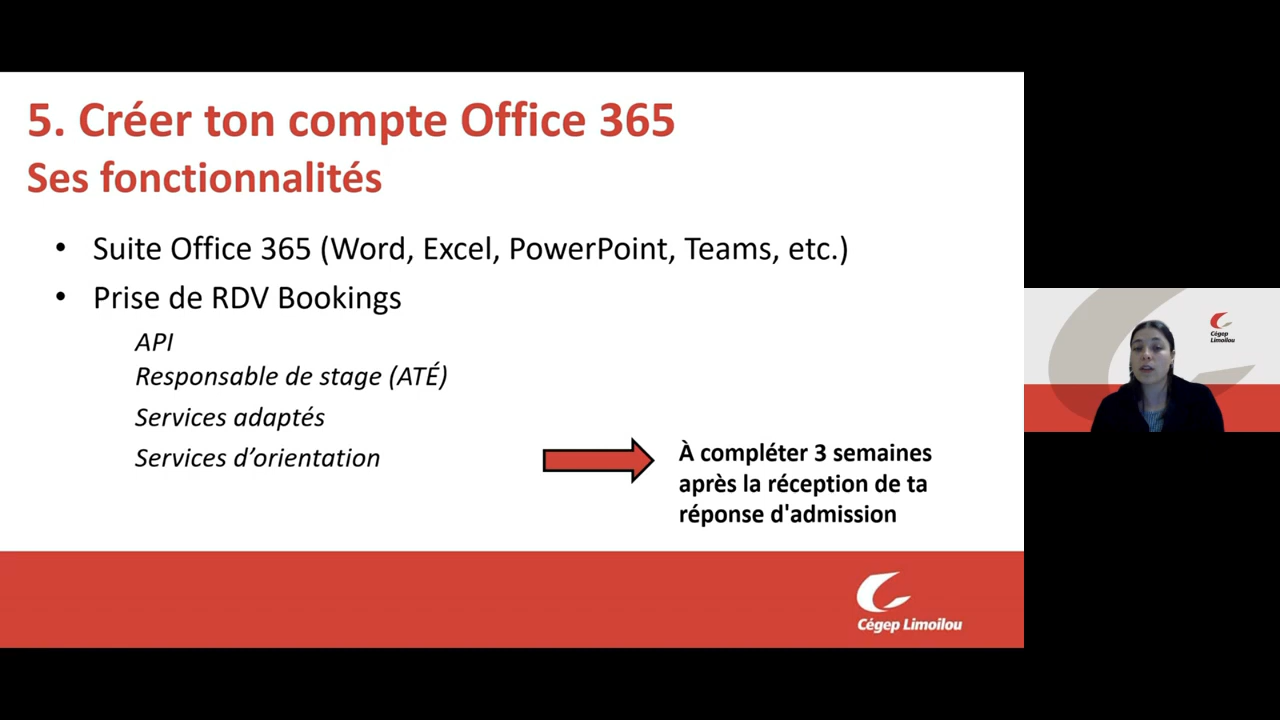 5. Créer ton compte Office 365
Ses fonctionnalités
• Suite Office 365 (Word, Excel, PowerPoint, Teams, etc.)
• Prise de RDV Bookings
API
Responsable de stage (ATÉ)
Services adaptés
Services d’orientation
À compléter 3 semaines
après la réception de ta
réponse d'admission
Cégep Limoilou
Cégep
Limoilou